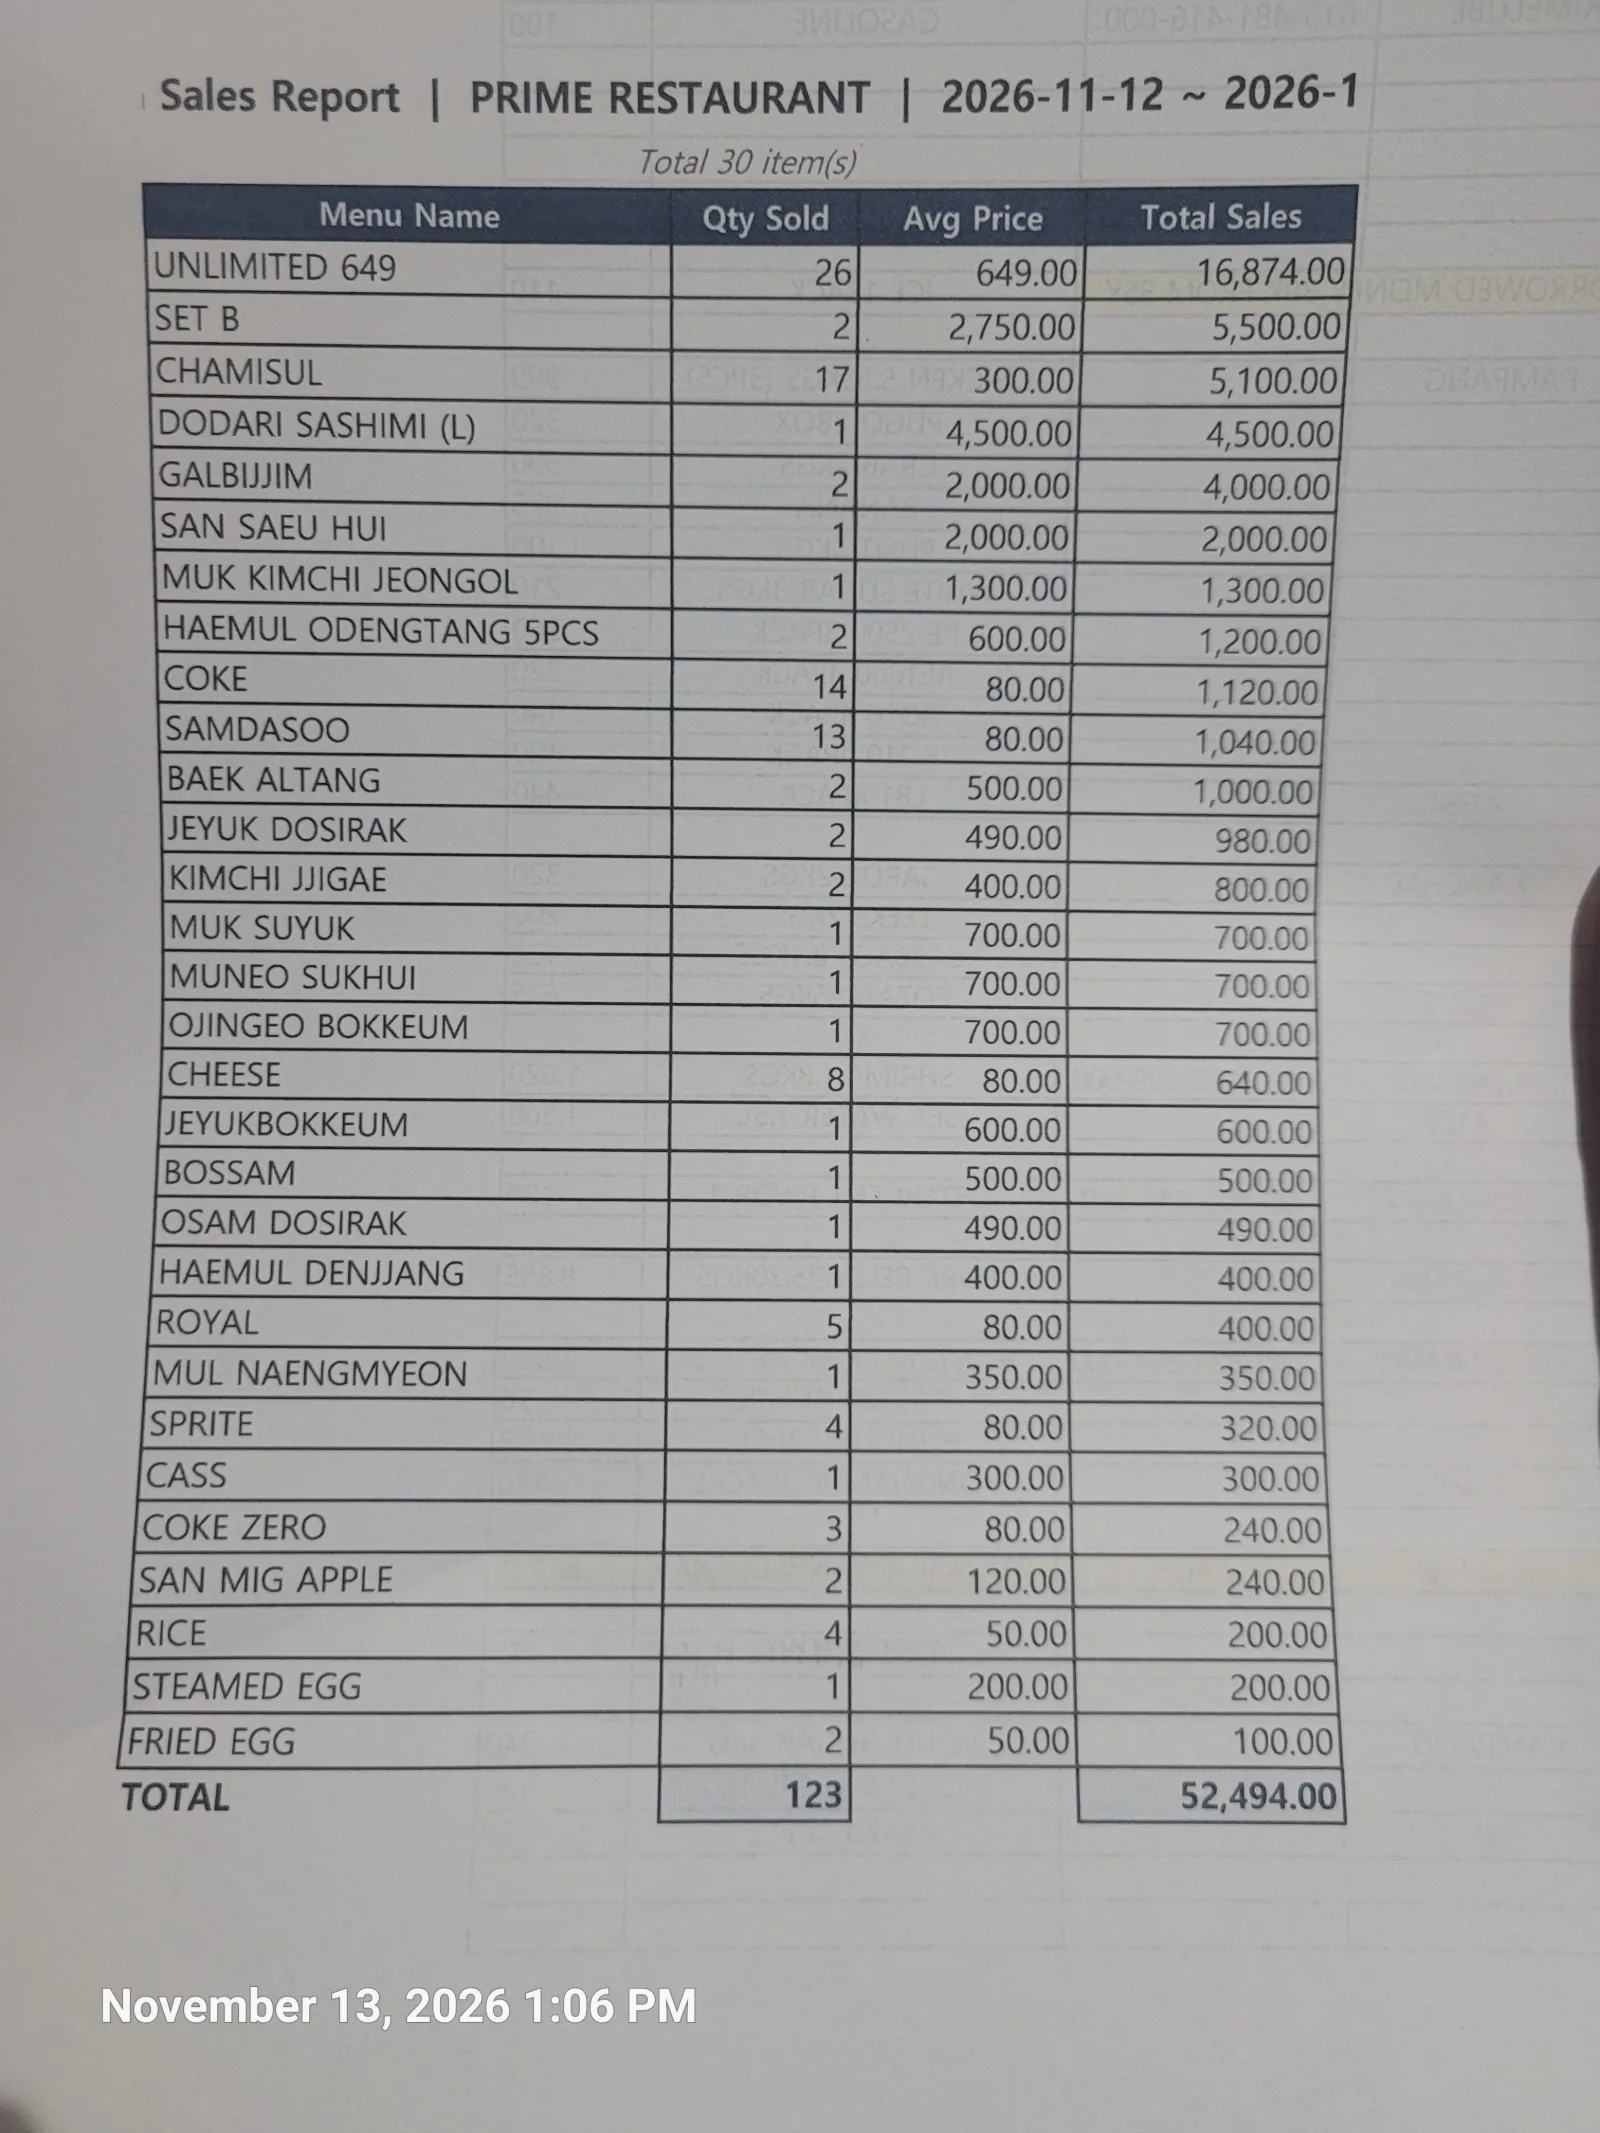 Sales Report | PRIME RESTAURANT | 2026-11-12 ~ 2026-1
Total 30 item(s)
Menu Name Qty Sold Avg Price Total Sales
UNLIMITED 649 26 649.00 16,874.00
SET B 2 2,750.00 5,500.00
CHAMISUL 17 300.00 5,100.00
DODARI SASHIMI (L) 1 4,500.00 4,500.00
GALBIJJIM 2 2,000.00 4,000.00
SAN SAEU HUI 1 2,000.00 2,000.00
MUK KIMCHI JEONGOL 1 1,300.00 1,300.00
HAEMUL ODENGTANG 5PCS 2 600.00 1,200.00
COKE 14 80.00 1,120.00
SAMDASOO 13 80.00 1,040.00
BAEK ALTANG 2 500.00 1,000.00
JEYUK DOSIRAK 2 490.00 980.00
KIMCHI JJIGAE 2 400.00 800.00
MUK SUYUK 1 700.00 700.00
MUNEO SUKHUI 1 700.00 700.00
OJINGEO BOKKEUM 1 700.00 700.00
CHEESE 8 80.00 640.00
JEYUKBOKKEUM 1 600.00 600.00
BOSSAM 1 500.00 500.00
OSAM DOSIRAK 1 490.00 490.00
HAEMUL DENJJANG 1 400.00 400.00
ROYAL 5 80.00 400.00
MUL NAENGMYEON 1 350.00 350.00
SPRITE 4 80.00 320.00
CASS 1 300.00 300.00
COKE ZERO 3 80.00 240.00
SAN MIG APPLE 2 120.00 240.00
RICE 4 50.00 200.00
STEAMED EGG 1 200.00 200.00
FRIED EGG 2 50.00 100.00
TOTAL 123 52,494.00
November 13, 2026 1:06 PM